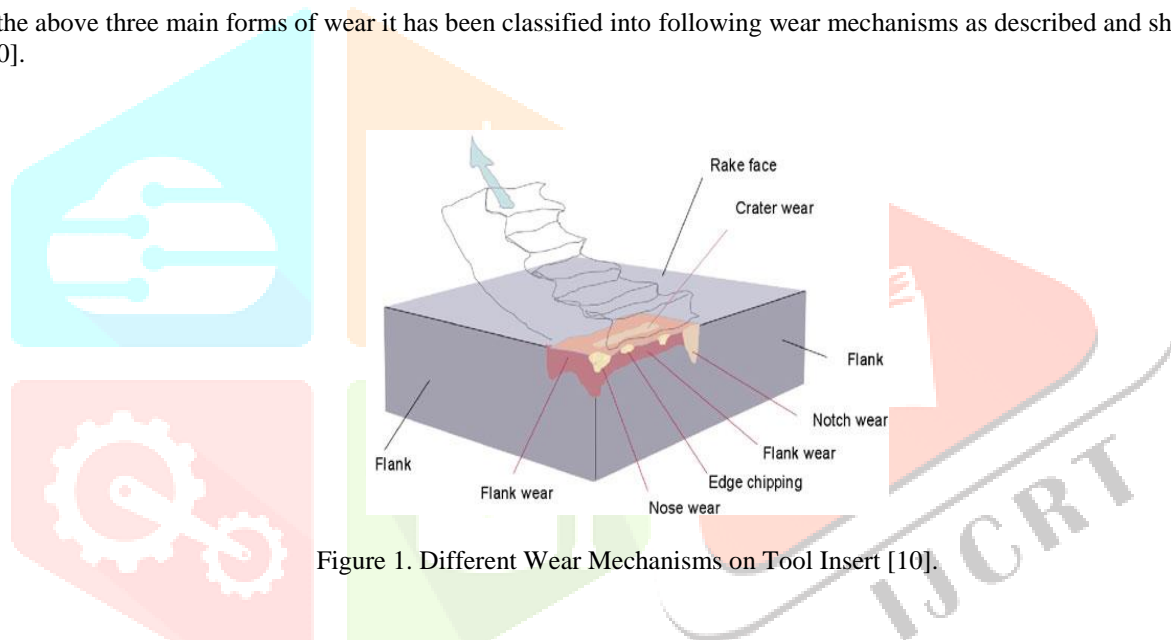 the above three main forms of wear it has been classified into following wear mechanisms as described and sh
0].
Rake face
Crater wear
Flank
Notch wear
Flank wear
Edge chipping
Nose wear
Flank wear
Flank
Figure 1. Different Wear Mechanisms on Tool Insert [10].
IJCRT